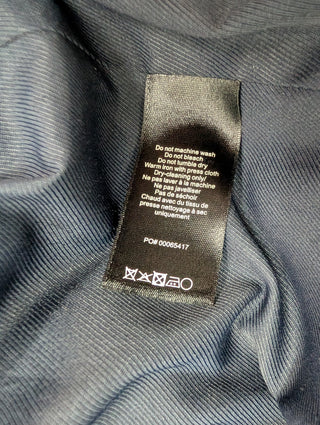 Do not machine wash
Do not bleach
Do not tumble dry
Warm iron with press cloth
Dry-cleaning only/
Ne pas laver à la machine
Ne pas javelliser
Pas de séchoir
Chaud avec du tissu de
presse nettoyage à sec
uniquement
PO# 00065417